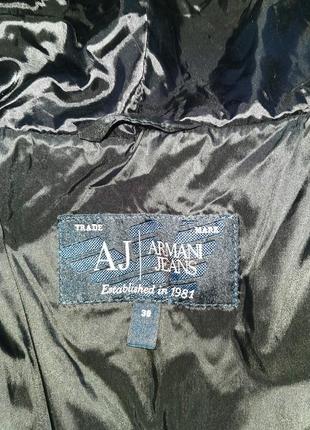 TRADE MARK
AJ ARMANI
JEANS
Established in 1981
38